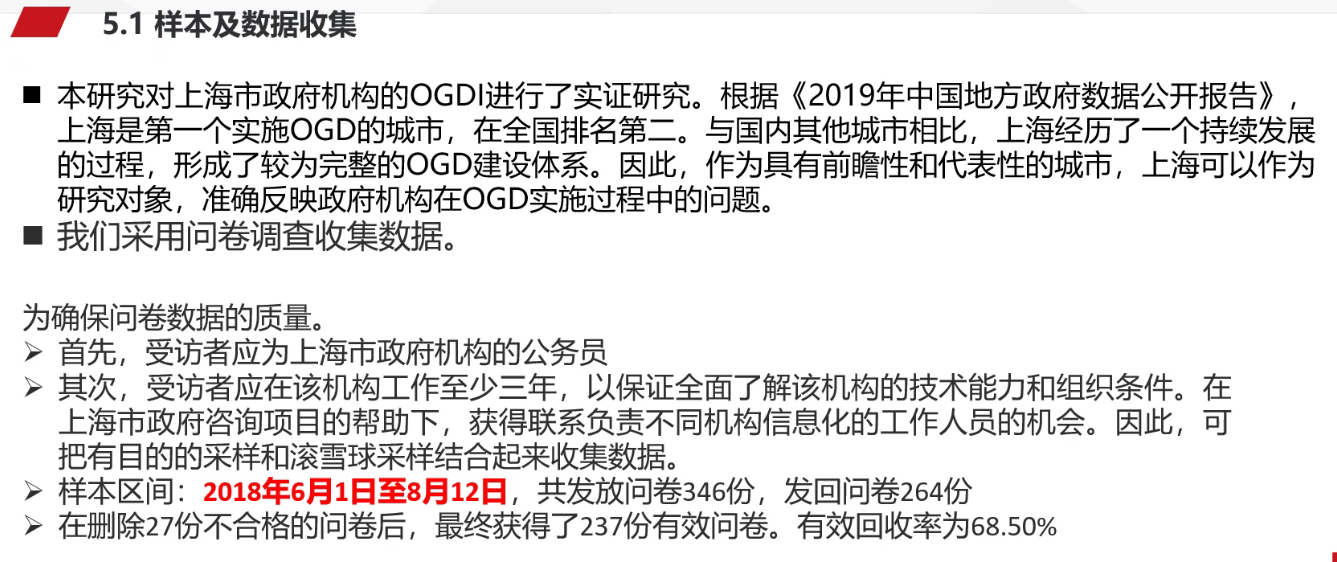 5.1 样本及数据收集
■ 本研究对上海市政府机构的OGDI进行了实证研究。根据《2019年中国地方政府数据公开报告》，
上海是第一个实施OGD的城市，在全国排名第二。与国内其他城市相比，上海经历了一个持续发展
的过程，形成了较为完整的OGD建设体系。因此，作为具有前瞻性和代表性的城市，上海可以作为
研究对象，准确反映政府机构在OGD实施过程中的问题。
■ 我们采用问卷调查收集数据。
为确保问卷数据的质量。
➢ 首先，受访者应为上海市政府机构的公务员
➢ 其次，受访者应在该机构工作至少三年，以保证全面了解该机构的技术能力和组织条件。在
上海市政府咨询项目的帮助下，获得联系负责不同机构信息化的工作人员的机会。因此，可
把有目的的采样和滚雪球采样结合起来收集数据。
➢ 样本区间：2018年6月1日至8月12日，共发放问卷346份，发回问卷264份
➢ 在删除27份不合格的问卷后，最终获得了237份有效问卷。有效回收率为68.50%